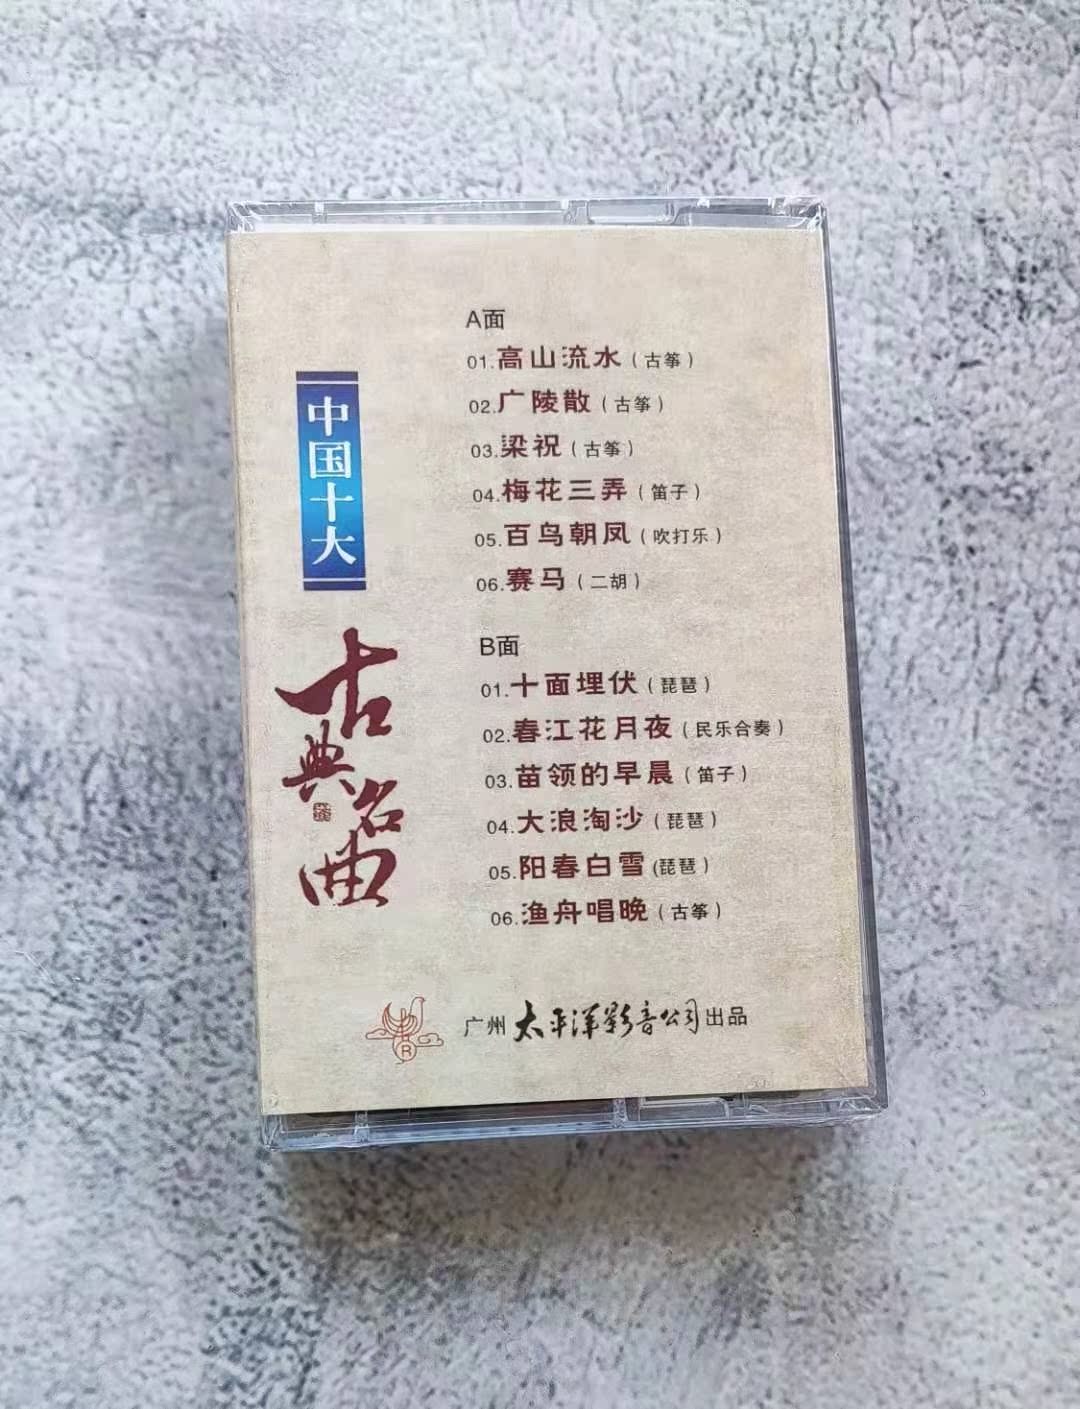 中国十大
古典名曲
A面
01.高山流水（古筝）
02.广陵散（古筝）
03.梁祝（古筝）
04.梅花三弄（笛子）
05.百鸟朝凤（吹打乐）
06.赛马（二胡）
B面
01.十面埋伏（琵琶）
02.春江花月夜（民乐合奏）
03.苗领的早晨（笛子）
04.大浪淘沙（琵琶）
05.阳春白雪(琵琶）
06.渔舟唱晚（古筝）
R
广州太平洋影音公司出品